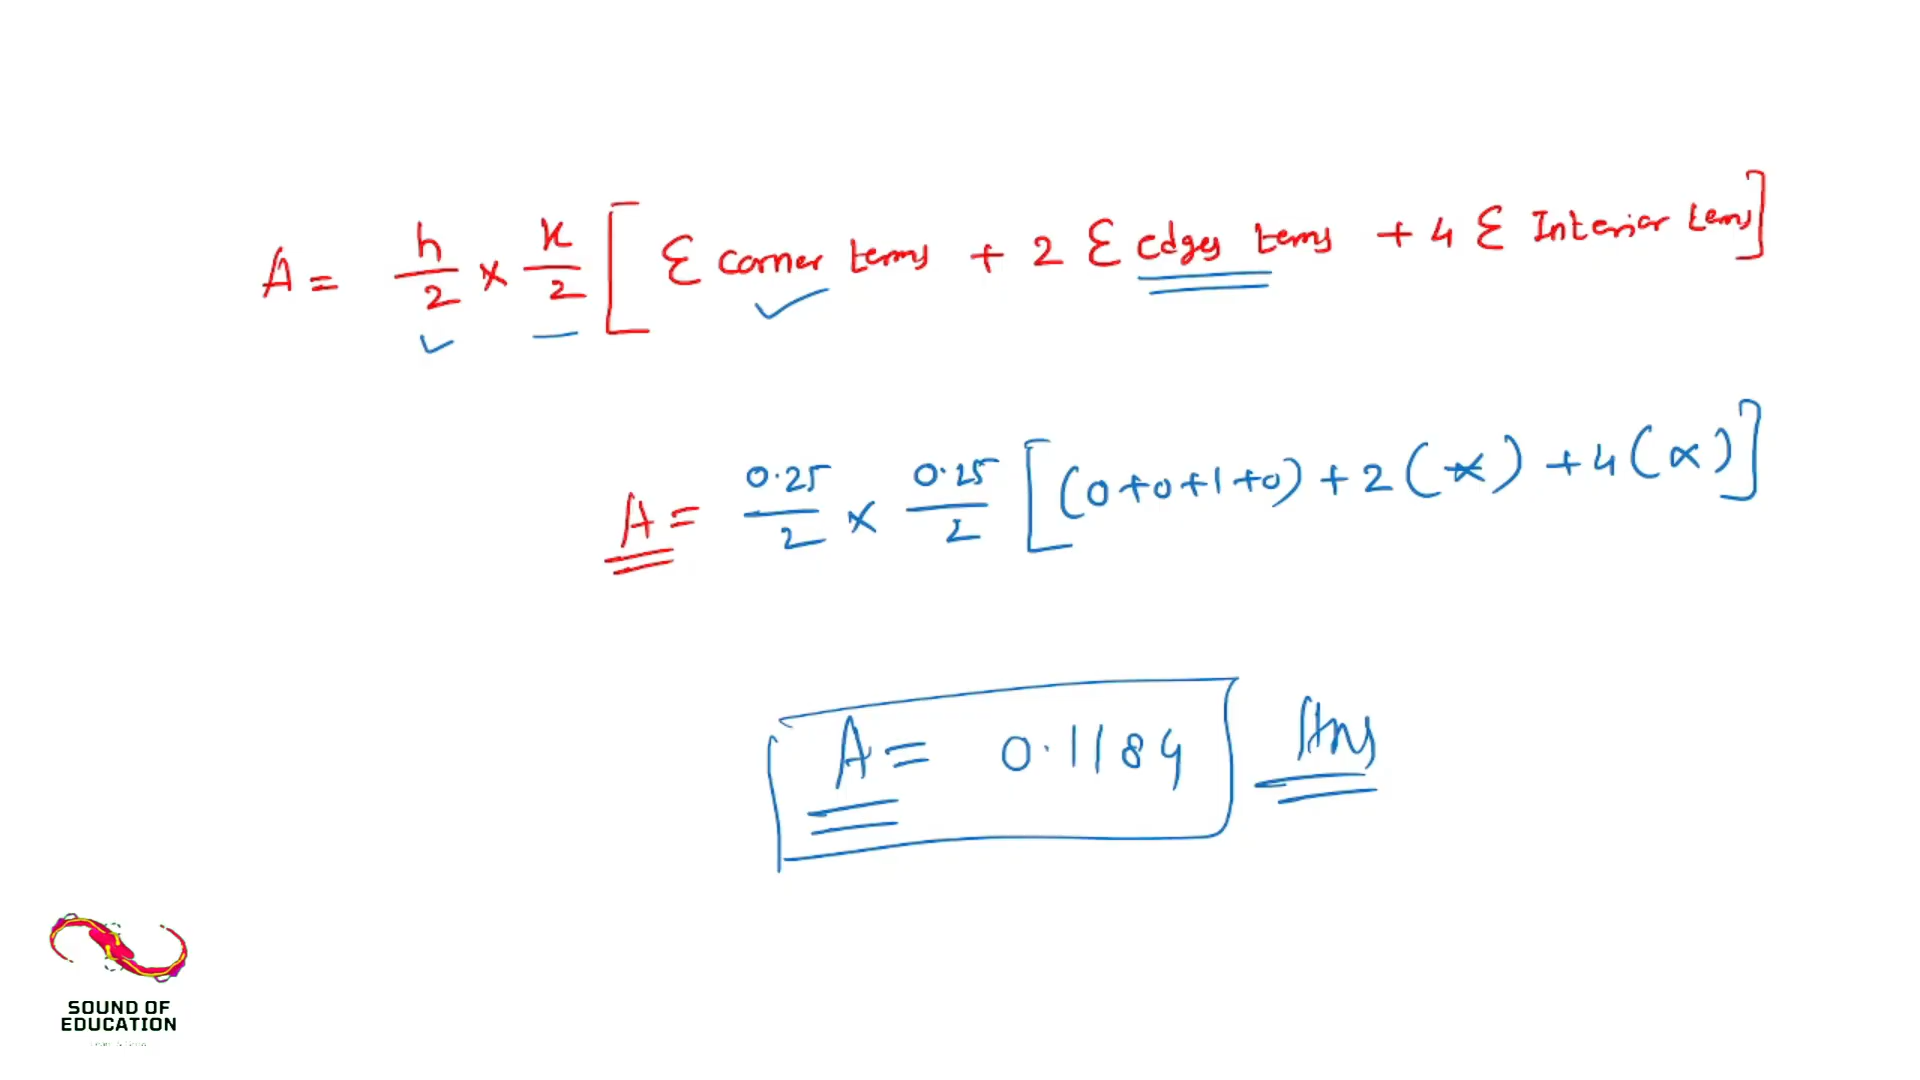 A = h/2 × k/2 [ Σ corner terms + 2 Σ Edges terms + 4 Σ Interior terms]
A = 0.25/2 × 0.25/2 [(0+0+1+0) + 2(x) + 4(x)]
A = 0.1184 Ans
SOUND OF
EDUCATION